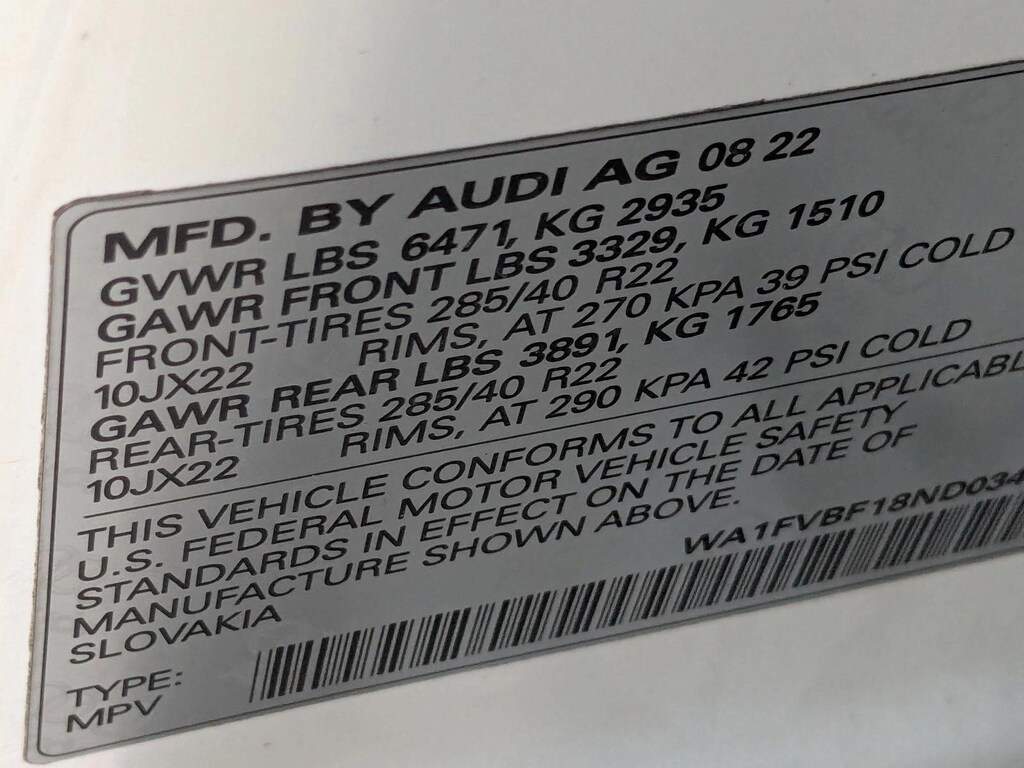 MFD. BY AUDI AG 08 22
GVWR LBS 6471, KG 2935
GAWR FRONT LBS 3329, KG 1510
FRONT-TIRES 285/40 R22
10JX22 RIMS, AT 270 KPA 39 PSI COLD
GAWR REAR LBS 3891, KG 1765
REAR-TIRES 285/40 R22
10JX22 RIMS, AT 290 KPA 42 PSI COLD
THIS VEHICLE CONFORMS TO ALL APPLICABL
U.S. FEDERAL MOTOR VEHICLE SAFETY
STANDARDS IN EFFECT ON THE DATE OF
MANUFACTURE SHOWN ABOVE.
SLOVAKIA
WA1FVBF18ND034
TYPE:
MPV